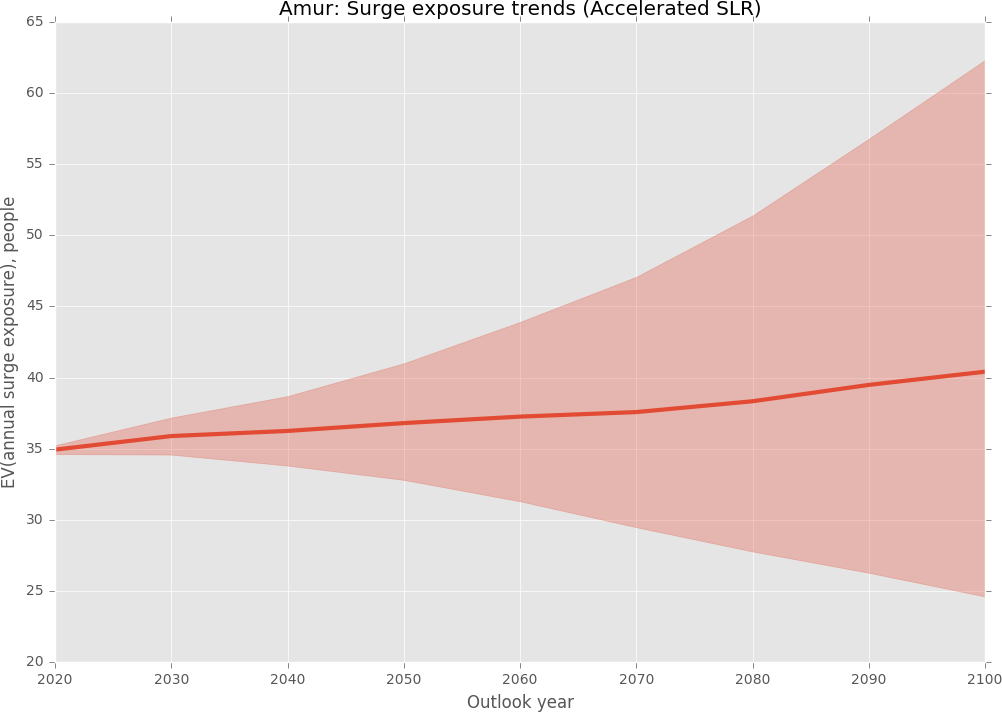 Amur: Surge exposure trends (Accelerated SLR)
EV(annual surge exposure), people
65
60
55
50
45
40
35
30
25
20
2020 2030 2040 2050 2060 2070 2080 2090 2100
Outlook year